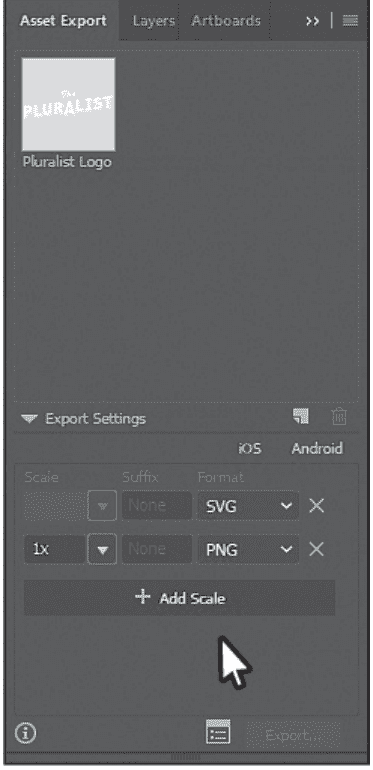 Asset Export Layers Artboards
The
PLURALIST
Pluralist Logo
Export Settings
iOS Android
Scale Suffix Format
None SVG
1x None PNG
+ Add Scale
Export...